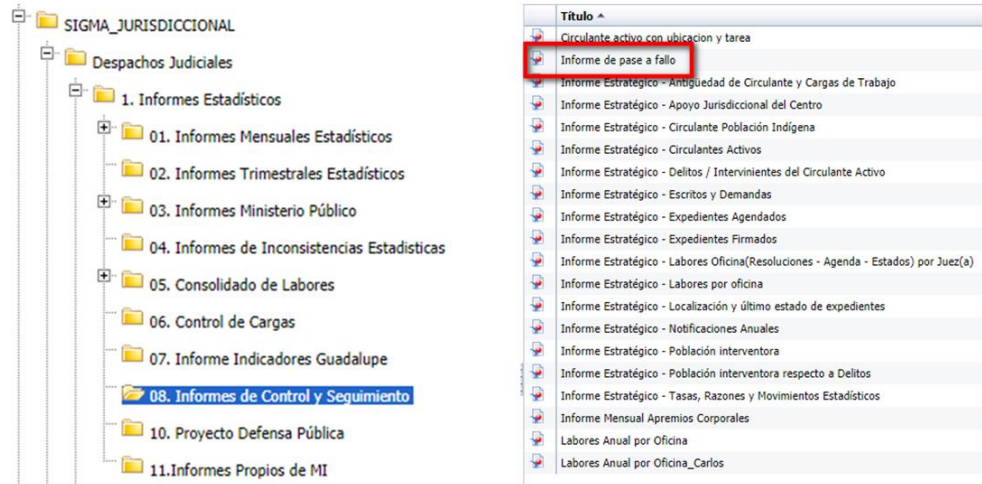 SIGMA_JURISDICCIONAL
Despachos Judiciales
1. Informes Estadísticos
01. Informes Mensuales Estadísticos
02. Informes Trimestrales Estadísticos
03. Informes Ministerio Público
04. Informes de Inconsistencias Estadisticas
05. Consolidado de Labores
06. Control de Cargas
07. Informe Indicadores Guadalupe
08. Informes de Control y Seguimiento
10. Proyecto Defensa Pública
11.Informes Propios de MI
Título
Circulante activo con ubicacion y tarea
Informe de pase a fallo
Informe Estratégico - Antigüedad de Circulante y Cargas de Trabajo
Informe Estratégico - Apoyo Jurisdiccional del Centro
Informe Estratégico - Circulante Población Indígena
Informe Estratégico - Circulantes Activos
Informe Estratégico - Delitos / Intervinientes del Circulante Activo
Informe Estratégico - Escritos y Demandas
Informe Estratégico - Expedientes Agendados
Informe Estratégico - Expedientes Firmados
Informe Estratégico - Labores Oficina(Resoluciones - Agenda - Estados) por Juez(a)
Informe Estratégico - Labores por oficina
Informe Estratégico - Localización y último estado de expedientes
Informe Estratégico - Notificaciones Anuales
Informe Estratégico - Población interventora
Informe Estratégico - Población interventora respecto a Delitos
Informe Estratégico - Tasas, Razones y Movimientos Estadísticos
Informe Mensual Apremios Corporales
Labores Anual por Oficina
Labores Anual por Oficina_Carlos